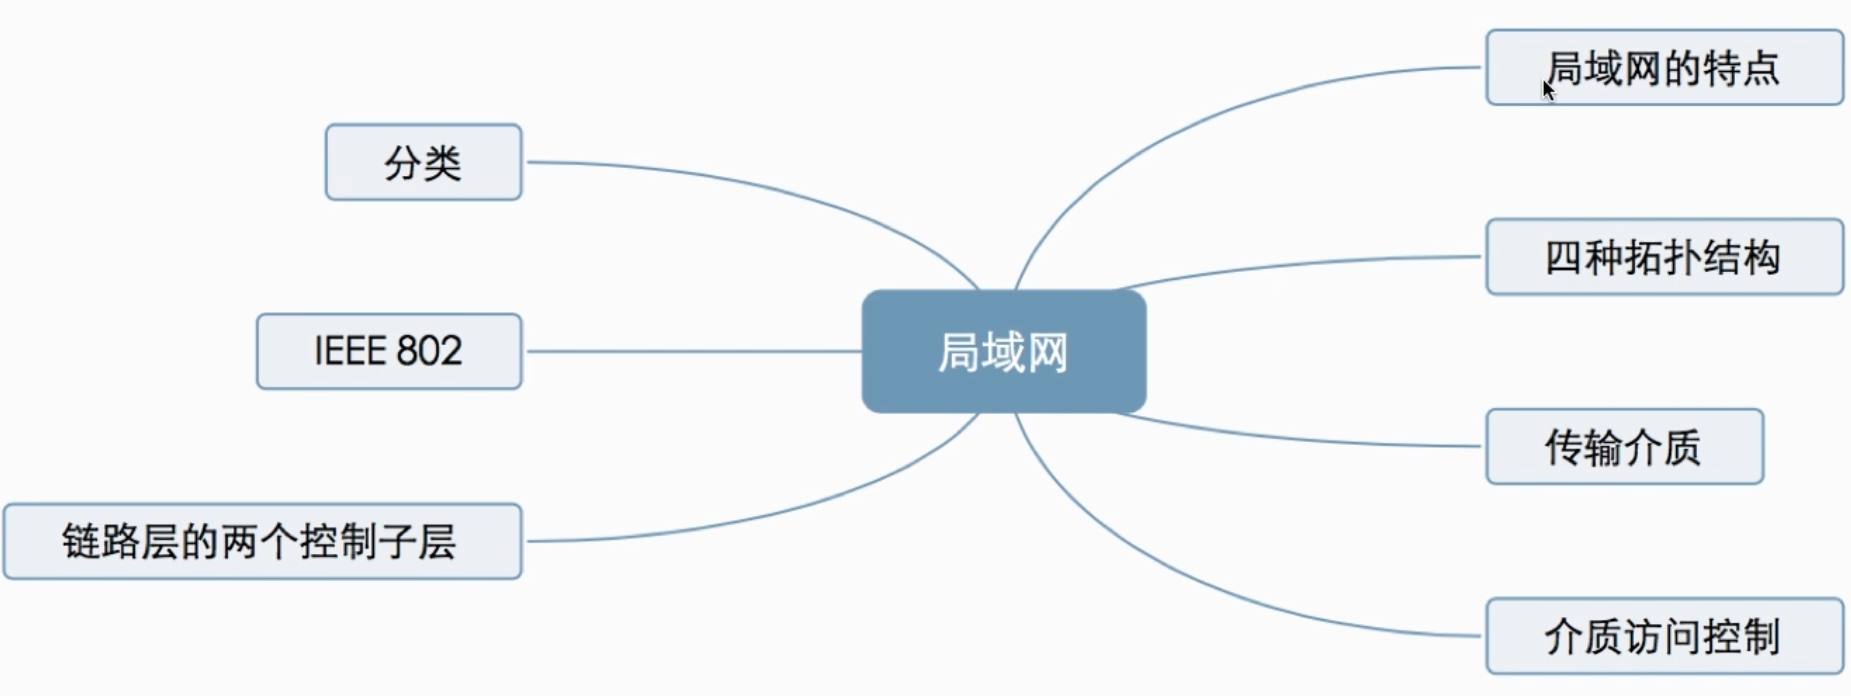 局域网
局域网的特点
四种拓扑结构
传输介质
介质访问控制
分类
IEEE 802
链路层的两个控制子层